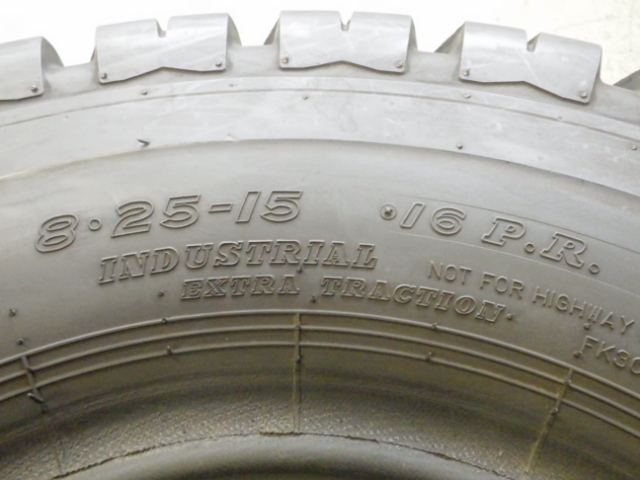 8·25-15 ·16 P.R.
INDUSTRIAL
EXTRA TRACTION
NOT FOR HIGHWAY